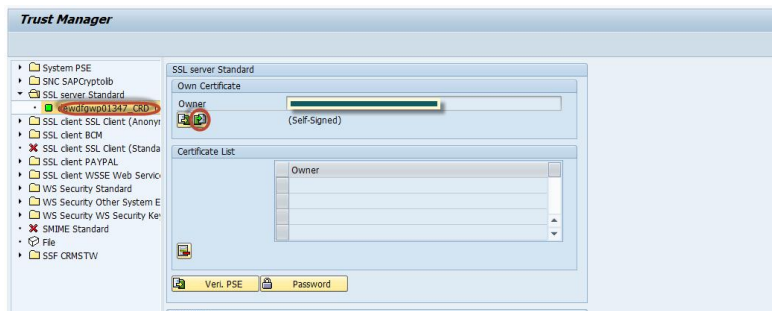 Trust Manager
System PSE
SNC SAPCryptolib
SSL server Standard
ewdfgwp01347_CRD
SSL client SSL Client (Anonyn
SSL client BCM
SSL client SSL Client (Standa
SSL client PAYPAL
SSL client WSSE Web Service
WS Security Standard
WS Security Other System E
WS Security WS Security Key
SMIME Standard
File
SSF CRMSTW
SSL server Standard
Own Certificate
Owner
(Self-Signed)
Certificate List
Owner
Veri. PSE
Password